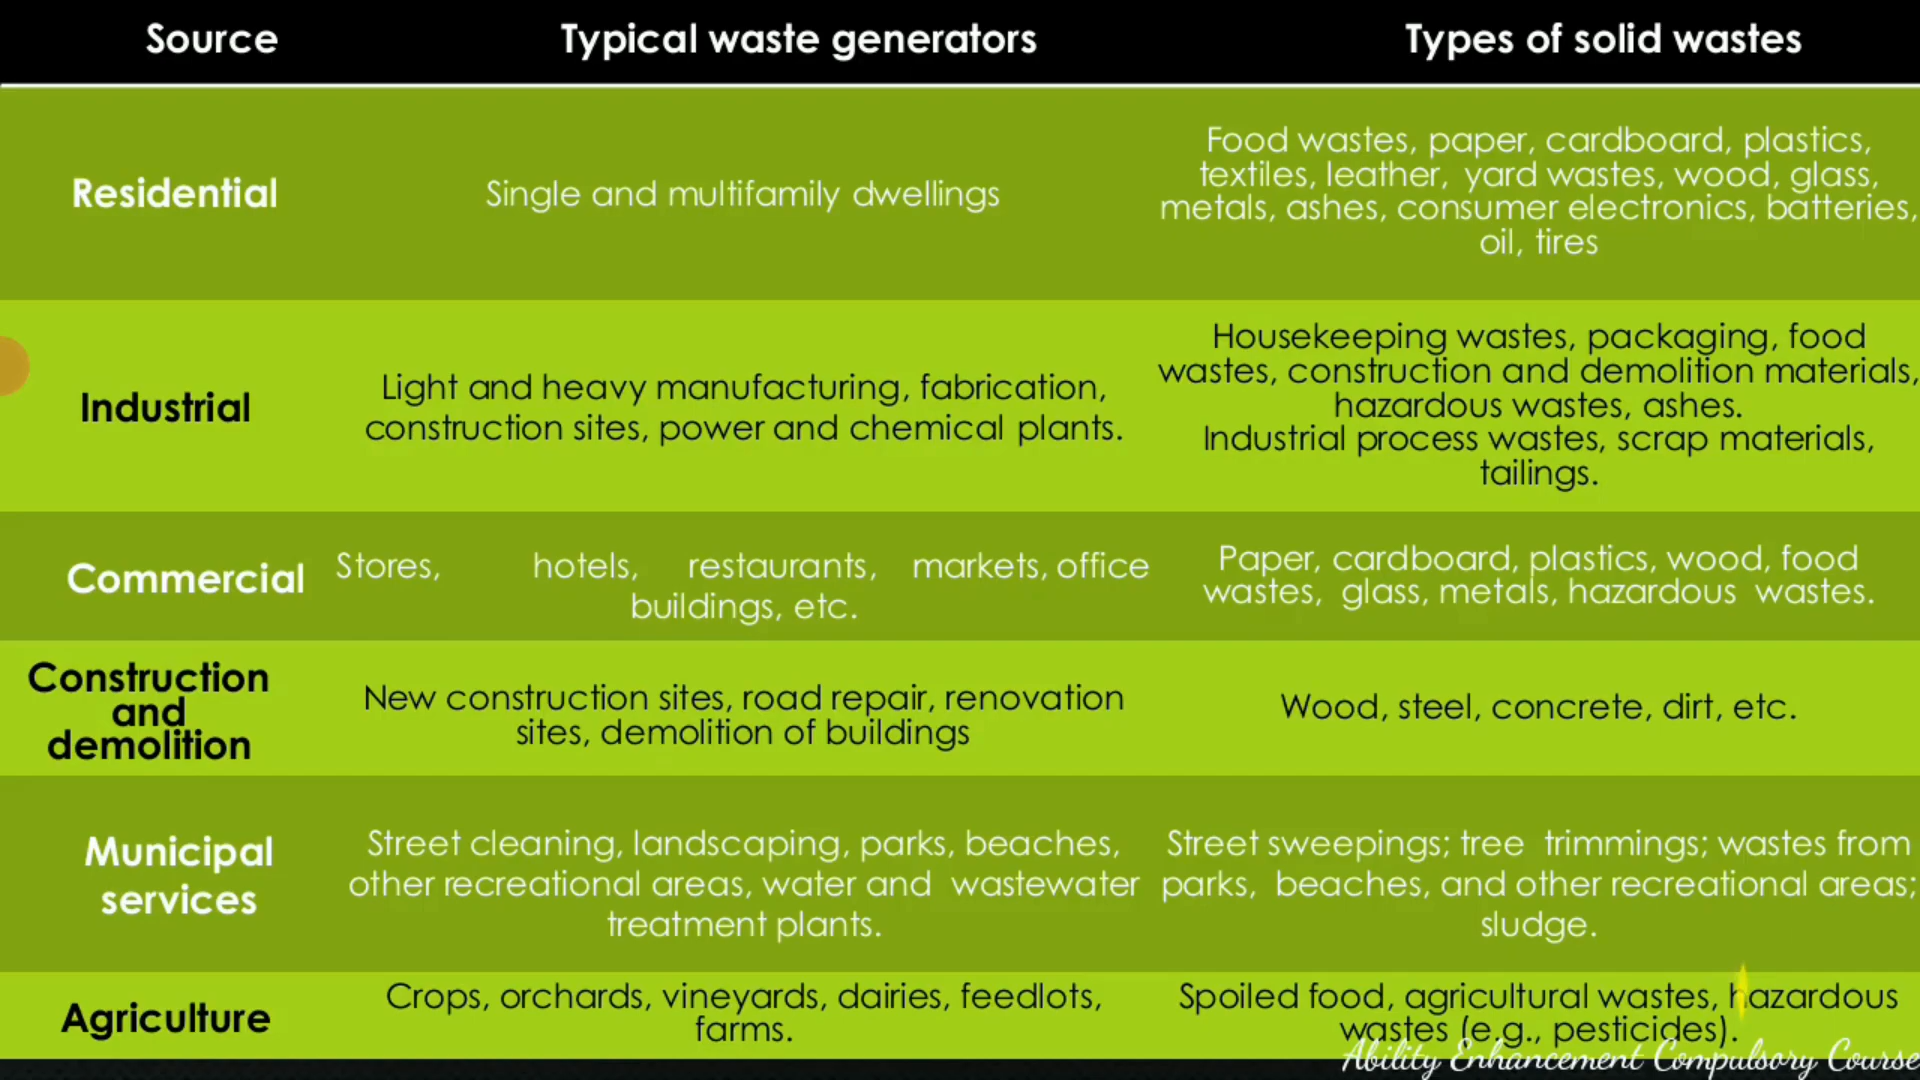 Source Typical waste generators Types of solid wastes
Residential
Single and multifamily dwellings
Food wastes, paper, cardboard, plastics,
textiles, leather, yard wastes, wood, glass,
metals, ashes, consumer electronics, batteries,
oil, tires
Industrial
Light and heavy manufacturing, fabrication,
construction sites, power and chemical plants.
Housekeeping wastes, packaging, food
wastes, construction and demolition materials,
hazardous wastes, ashes.
Industrial process wastes, scrap materials,
tailings.
Commercial
Stores, hotels, restaurants, markets, office
buildings, etc.
Paper, cardboard, plastics, wood, food
wastes, glass, metals, hazardous wastes.
Construction
and
demolition
New construction sites, road repair, renovation
sites, demolition of buildings
Wood, steel, concrete, dirt, etc.
Municipal
services
Street cleaning, landscaping, parks, beaches,
other recreational areas, water and wastewater
treatment plants.
Street sweepings; tree trimmings; wastes from
parks, beaches, and other recreational areas;
sludge.
Agriculture
Crops, orchards, vineyards, dairies, feedlots,
farms.
Spoiled food, agricultural wastes, hazardous
wastes (e.g., pesticides).
Ability Enhancement Compulsory Course